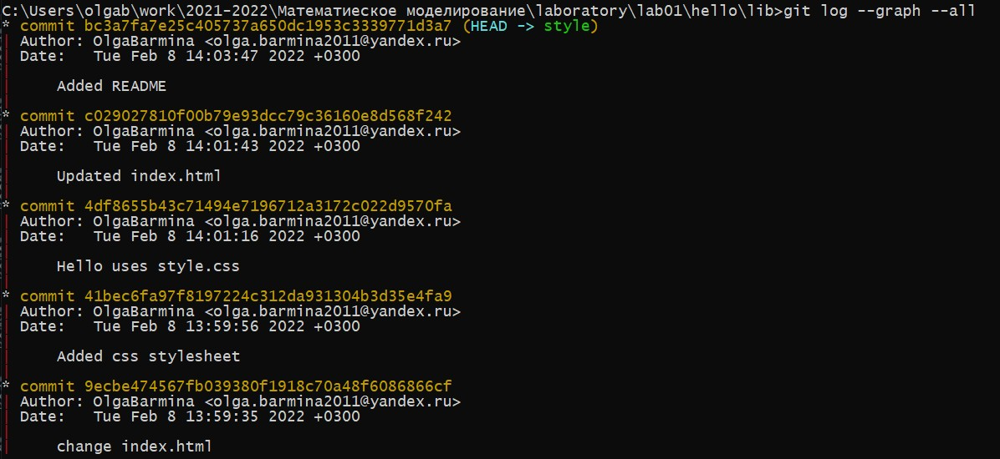 C:\Users\olgab\work\2021-2022\Математиеское моделирование\laboratory\lab01\hello\lib>git log --graph --all
* commit bc3a7fa7e25c405737a650dc1953c3339771d3a7 (HEAD -> style)
| Author: OlgaBarmina <olga.barmina2011@yandex.ru>
| Date:   Tue Feb 8 14:03:47 2022 +0300
|
|     Added README
|
* commit c029027810f00b79e93dcc79c36160e8d568f242
| Author: OlgaBarmina <olga.barmina2011@yandex.ru>
| Date:   Tue Feb 8 14:01:43 2022 +0300
|
|     Updated index.html
|
* commit 4df8655b43c71494e7196712a3172c022d9570fa
| Author: OlgaBarmina <olga.barmina2011@yandex.ru>
| Date:   Tue Feb 8 14:01:16 2022 +0300
|
|     Hello uses style.css
|
* commit 41bec6fa97f8197224c312da931304b3d35e4fa9
| Author: OlgaBarmina <olga.barmina2011@yandex.ru>
| Date:   Tue Feb 8 13:59:56 2022 +0300
|
|     Added css stylesheet
|
* commit 9ecbe474567fb039380f1918c70a48f6086866cf
| Author: OlgaBarmina <olga.barmina2011@yandex.ru>
| Date:   Tue Feb 8 13:59:35 2022 +0300
|
|     change index.html